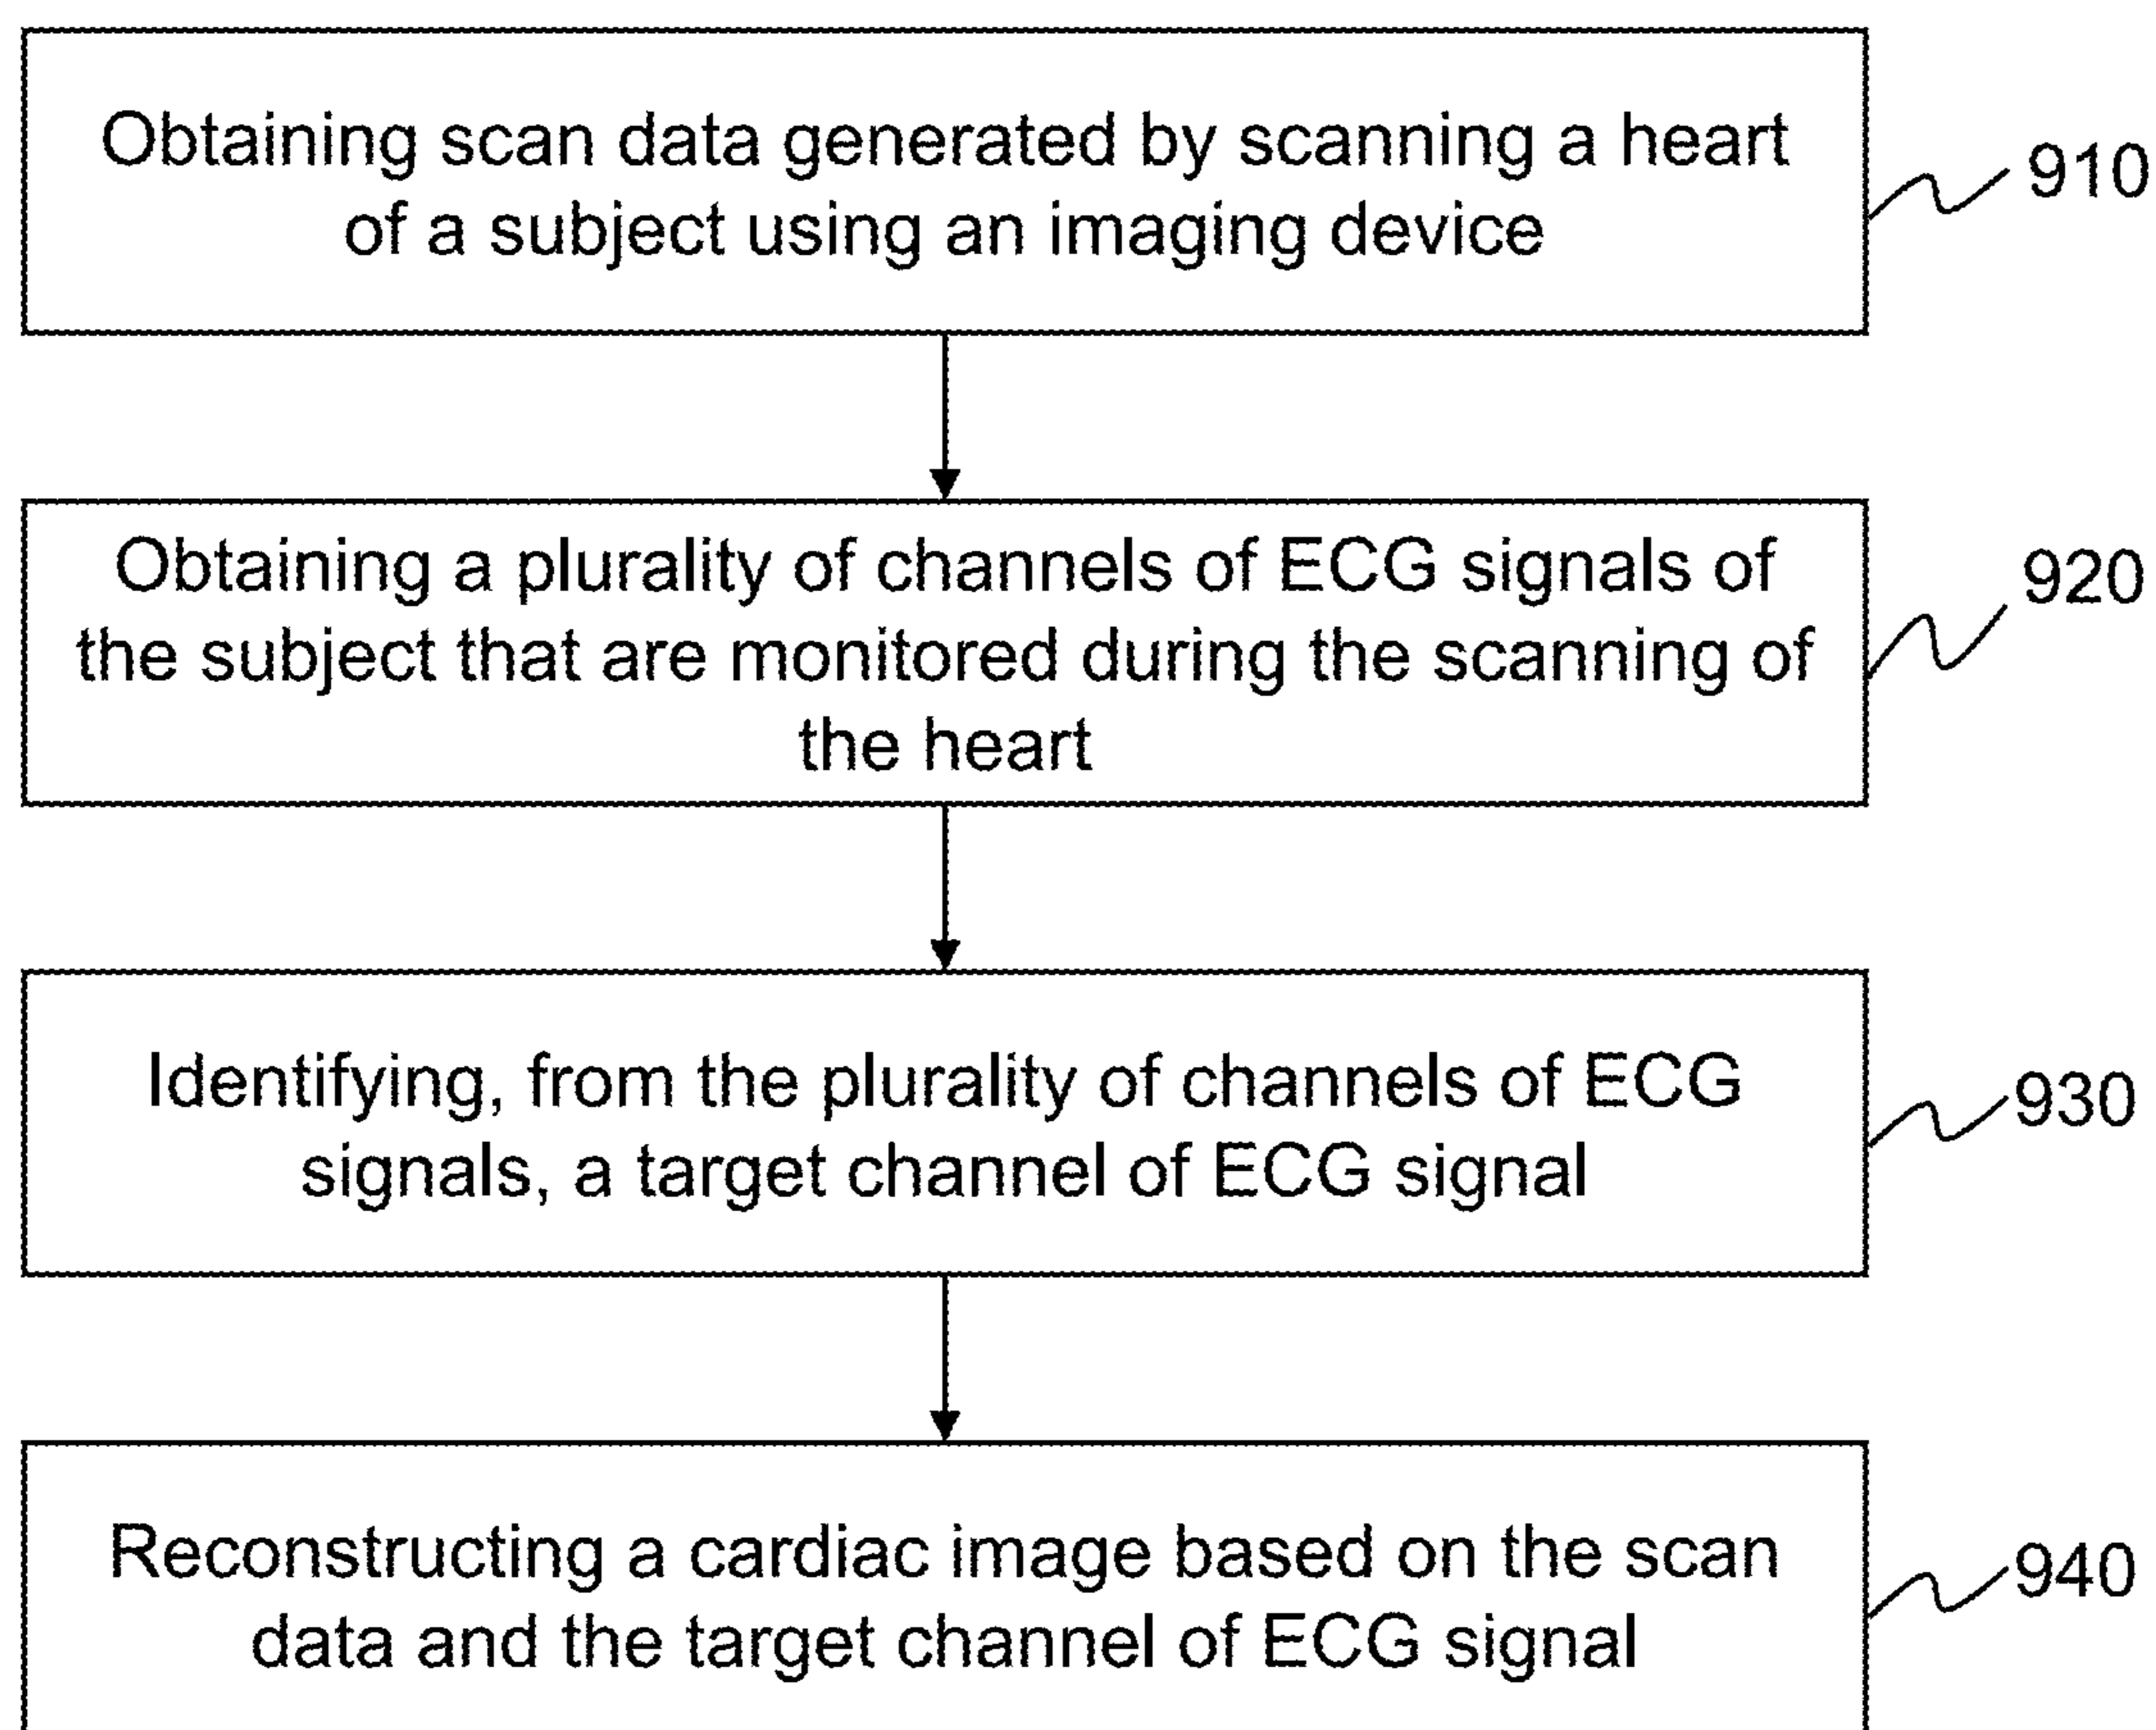 Obtaining scan data generated by scanning a heart
of a subject using an imaging device
910
Obtaining a plurality of channels of ECG signals of
the subject that are monitored during the scanning of
the heart
920
Identifying, from the plurality of channels of ECG
signals, a target channel of ECG signal
930
Reconstructing a cardiac image based on the scan
data and the target channel of ECG signal
940